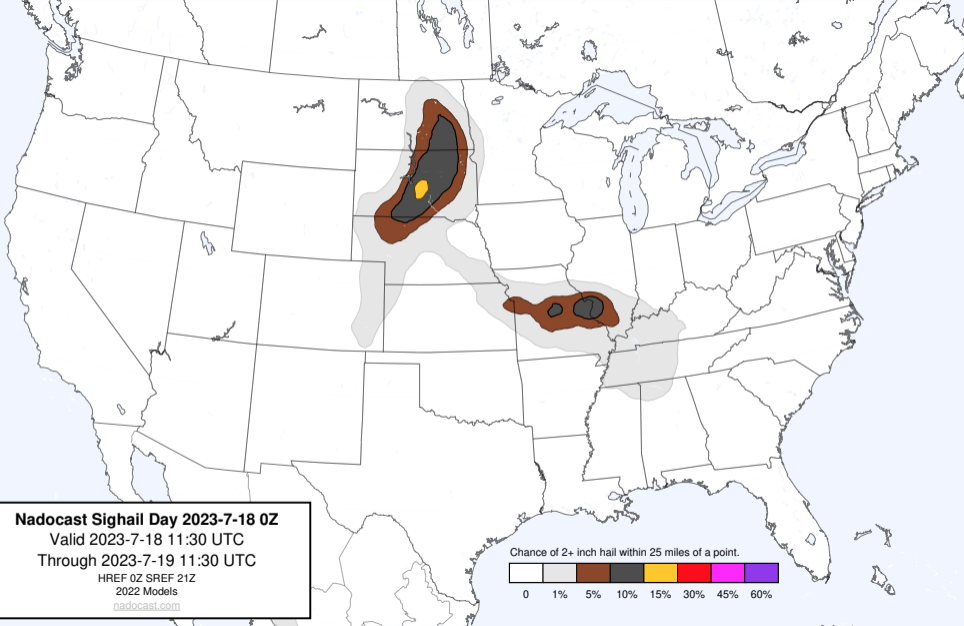 Nadocast Sighail Day 2023-7-18 0Z
Valid 2023-7-18 11:30 UTC
Through 2023-7-19 11:30 UTC
HREF 0Z SREF 21Z
2022 Models
nadocast.com
Chance of 2+ inch hail within 25 miles of a point.
0 1% 5% 10% 15% 30% 45% 60%